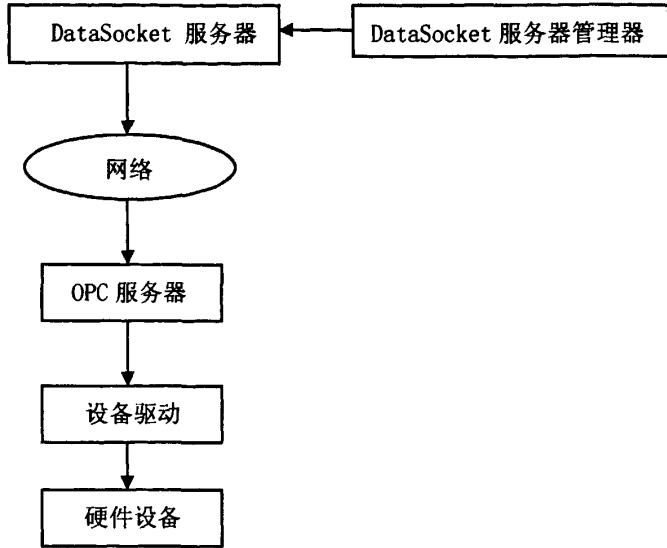 DataSocket 服务器
DataSocket 服务器管理器
网络
OPC 服务器
设备驱动
硬件设备